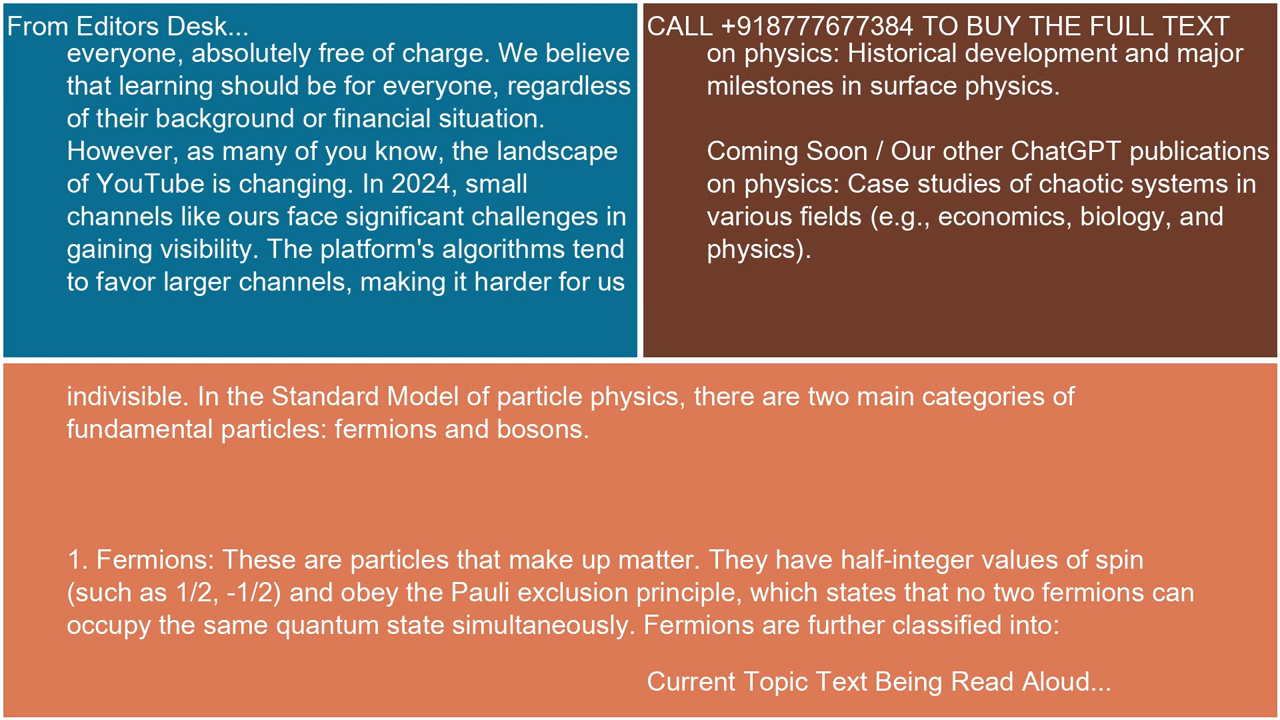 From Editors Desk...
everyone, absolutely free of charge. We believe
that learning should be for everyone, regardless
of their background or financial situation.
However, as many of you know, the landscape
of YouTube is changing. In 2024, small
channels like ours face significant challenges in
gaining visibility. The platform's algorithms tend
to favor larger channels, making it harder for us
CALL +918777677384 TO BUY THE FULL TEXT
on physics: Historical development and major
milestones in surface physics.
Coming Soon / Our other ChatGPT publications
on physics: Case studies of chaotic systems in
various fields (e.g., economics, biology, and
physics).
indivisible. In the Standard Model of particle physics, there are two main categories of
fundamental particles: fermions and bosons.
1. Fermions: These are particles that make up matter. They have half-integer values of spin
(such as 1/2, -1/2) and obey the Pauli exclusion principle, which states that no two fermions can
occupy the same quantum state simultaneously. Fermions are further classified into:
Current Topic Text Being Read Aloud...